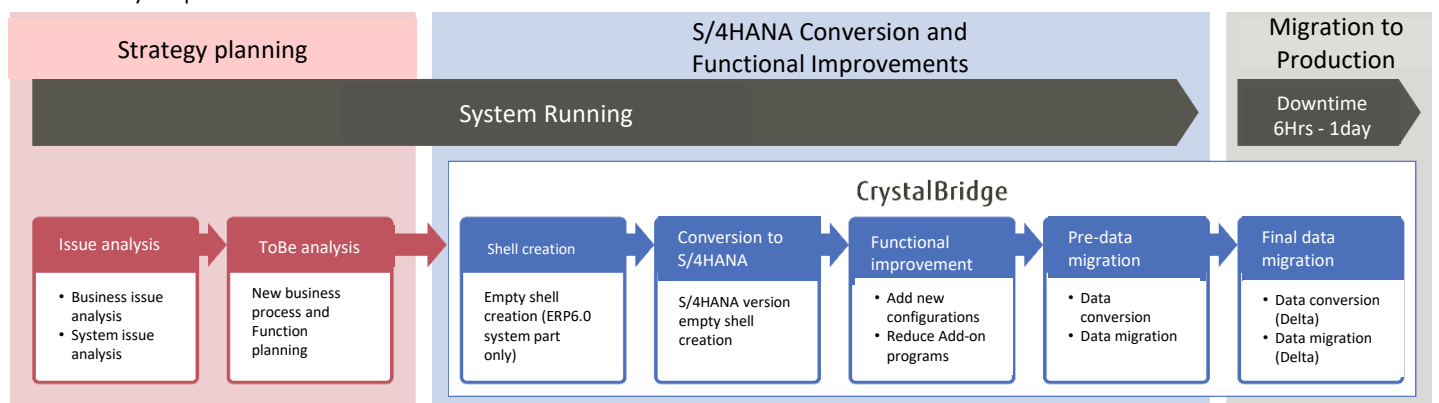 Strategy planning
S/4HANA Conversion and
Functional Improvements
Migration to
Production
System Running
Downtime
6Hrs - 1day
CrystalBridge
Issue analysis
• Business issue
analysis
• System issue
analysis
ToBe analysis
New business
process and
Function
planning
Shell creation
Empty shell
creation (ERP6.0
system part
only)
Conversion to
S/4HANA
S/4HANA version
empty shell
creation
Functional
improvement
• Add new
configurations
• Reduce Add-on
programs
Pre-data
migration
• Data
conversion
• Data migration
Final data
migration
• Data conversion
(Delta)
• Data migration
(Delta)